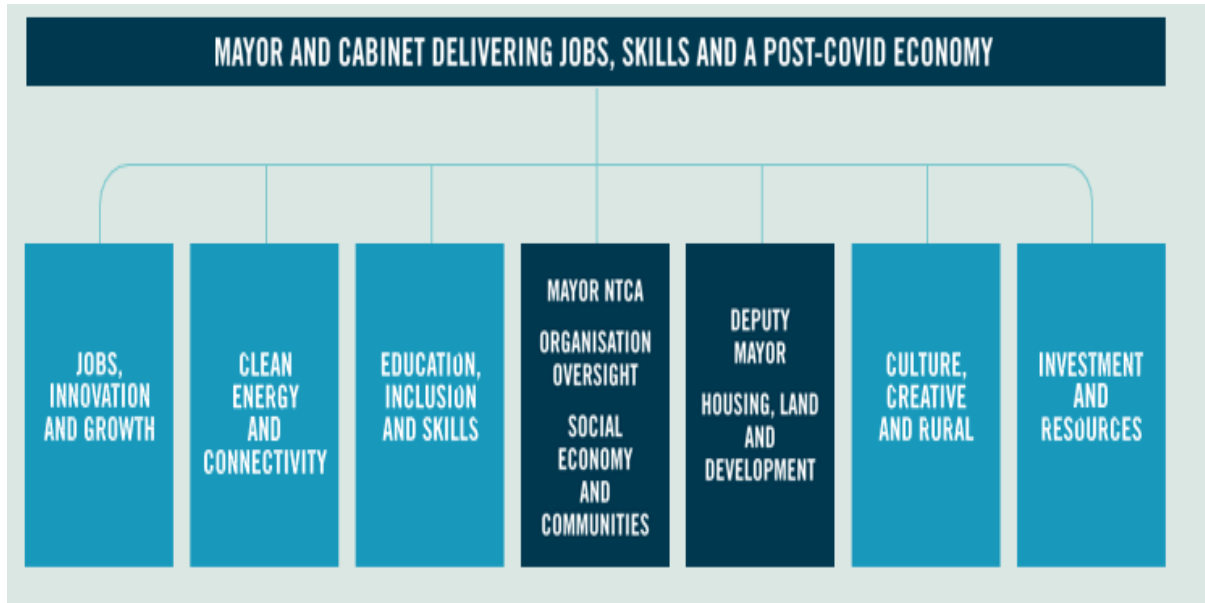 MAYOR AND CABINET DELIVERING JOBS, SKILLS AND A POST-COVID ECONOMY
JOBS,
INNOVATION
AND GROWTH
CLEAN
ENERGY
AND
CONNECTIVITY
EDUCATION,
INCLUSION
AND SKILLS
MAYOR NTCA
ORGANISATION
OVERSIGHT
SOCIAL
ECONOMY
AND
COMMUNITIES
DEPUTY
MAYOR
HOUSING, LAND
AND
DEVELOPMENT
CULTURE,
CREATIVE
AND RURAL
INVESTMENT
AND
RESOURCES